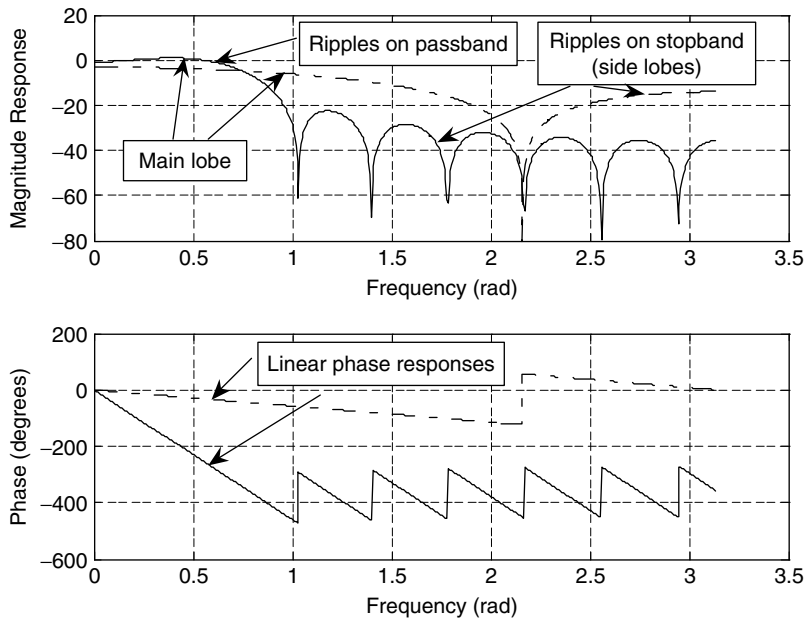 20
0
−20
−40
−60
−80
Magnitude Response
Ripples on passband
Ripples on stopband
(side lobes)
Main lobe
0 0.5 1 1.5 2 2.5 3 3.5
Frequency (rad)
200
0
−200
−400
−600
Phase (degrees)
Linear phase responses
0 0.5 1 1.5 2 2.5 3 3.5
Frequency (rad)